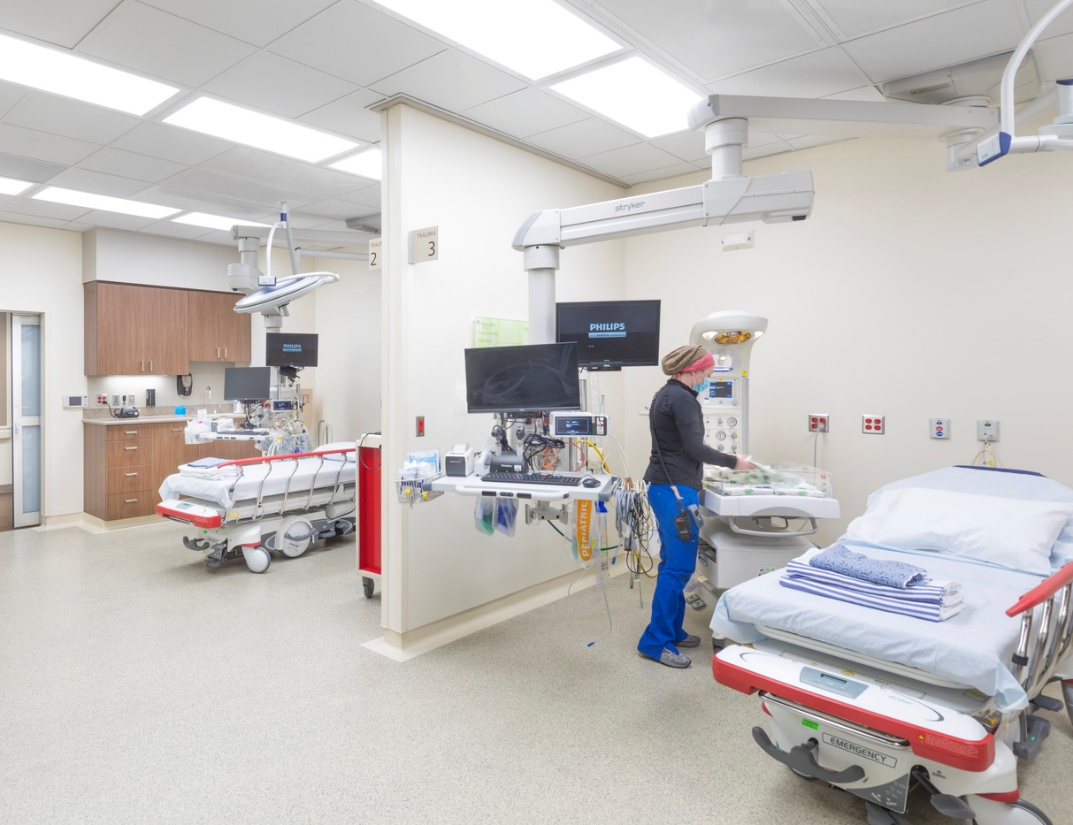 stryker
TRAUMA
2
3
PHILIPS
PHILIPS
PEDIATRIC
EMERGENCY